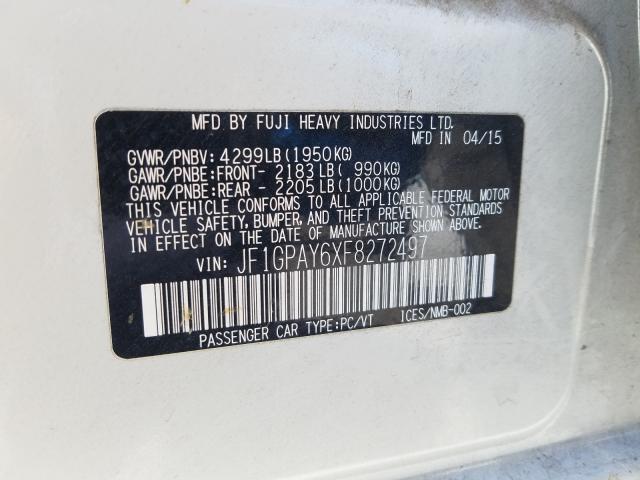 MFD BY FUJI HEAVY INDUSTRIES LTD.
MFD IN 04/15
GVWR/PNBV: 4299LB(1950KG)
GAWR/PNBE:FRONT- 2183LB( 990KG)
GAWR/PNBE:REAR - 2205LB(1000KG)
THIS VEHICLE CONFORMS TO ALL APPLICABLE FEDERAL MOTOR
VEHICLE SAFETY, BUMPER, AND THEFT PREVENTION STANDARDS
IN EFFECT ON THE DATE OF MANUFACTURE SHOWN ABOVE.
VIN: JF1GPAY6XF8272497
PASSENGER CAR TYPE:PC/VT ICES/NMB-002